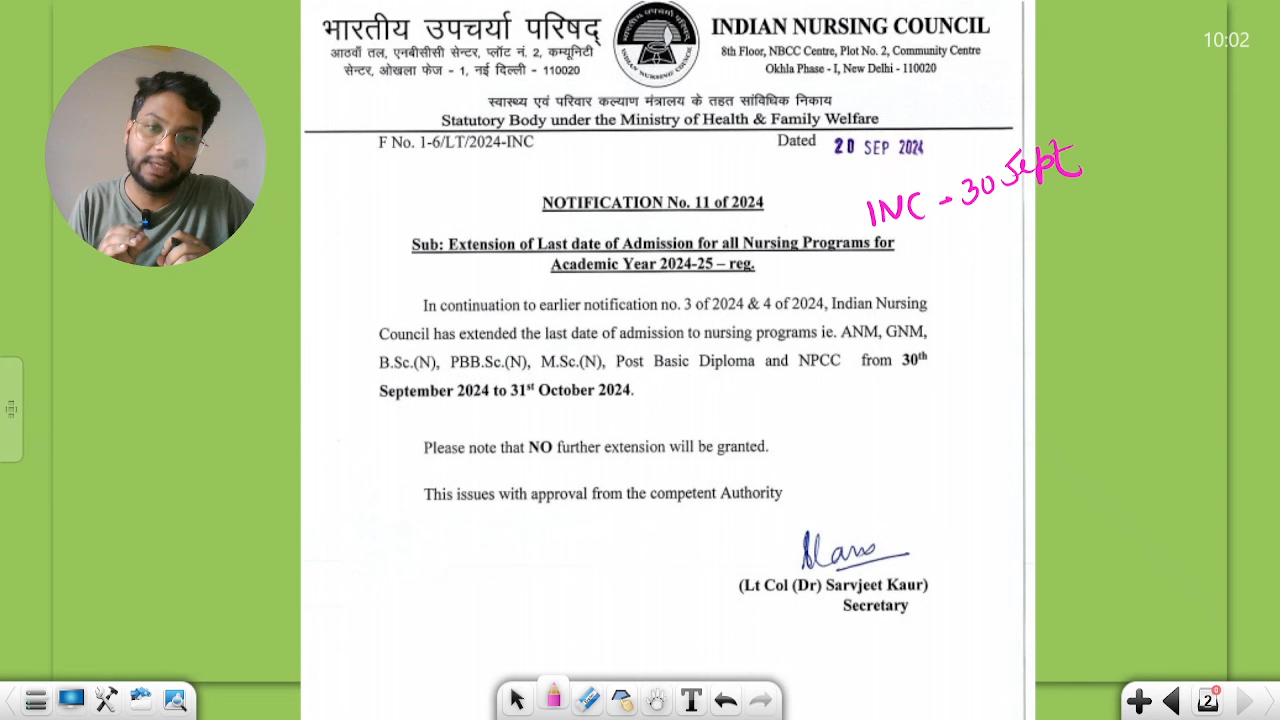 भारतीय उपचर्या परिषद्
आठवाँ तल, एनबीसीसी सेन्टर, प्लॉट नं. 2, कम्यूनिटी
सेन्टर, ओखला फेज - 1, नई दिल्ली - 110020
INDIAN NURSING COUNCIL
8th Floor, NBCC Centre, Plot No. 2, Community Centre
Okhla Phase - I, New Delhi - 110020
स्वास्थ्य एवं परिवार कल्याण मंत्रालय के तहत सांविधिक निकाय
Statutory Body under the Ministry of Health & Family Welfare
F No. 1-6/LT/2024-INC
Dated 20 SEP 2024
INC - 30 Sept
NOTIFICATION No. 11 of 2024
Sub: Extension of Last date of Admission for all Nursing Programs for
Academic Year 2024-25 – reg.
In continuation to earlier notification no. 3 of 2024 & 4 of 2024, Indian Nursing
Council has extended the last date of admission to nursing programs ie. ANM, GNM,
B.Sc.(N), PBB.Sc.(N), M.Sc.(N), Post Basic Diploma and NPCC from 30th
September 2024 to 31st October 2024.
Please note that NO further extension will be granted.
This issues with approval from the competent Authority
(Lt Col (Dr) Sarvjeet Kaur)
Secretary
10:02
T
2
0